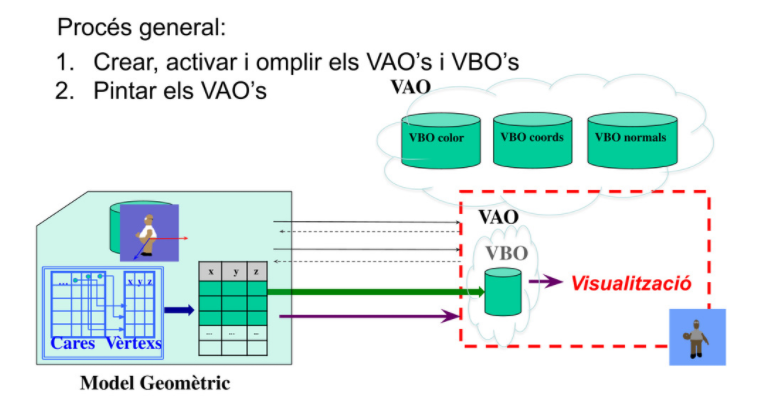 Procés general:
1. Crear, activar i omplir els VAO’s i VBO’s
2. Pintar els VAO’s
VAO
VBO color
VBO coords
VBO normals
VAO
VBO
Visualització
x y z
... ... ...
... x y z
Cares Vèrtexs
Model Geomètric